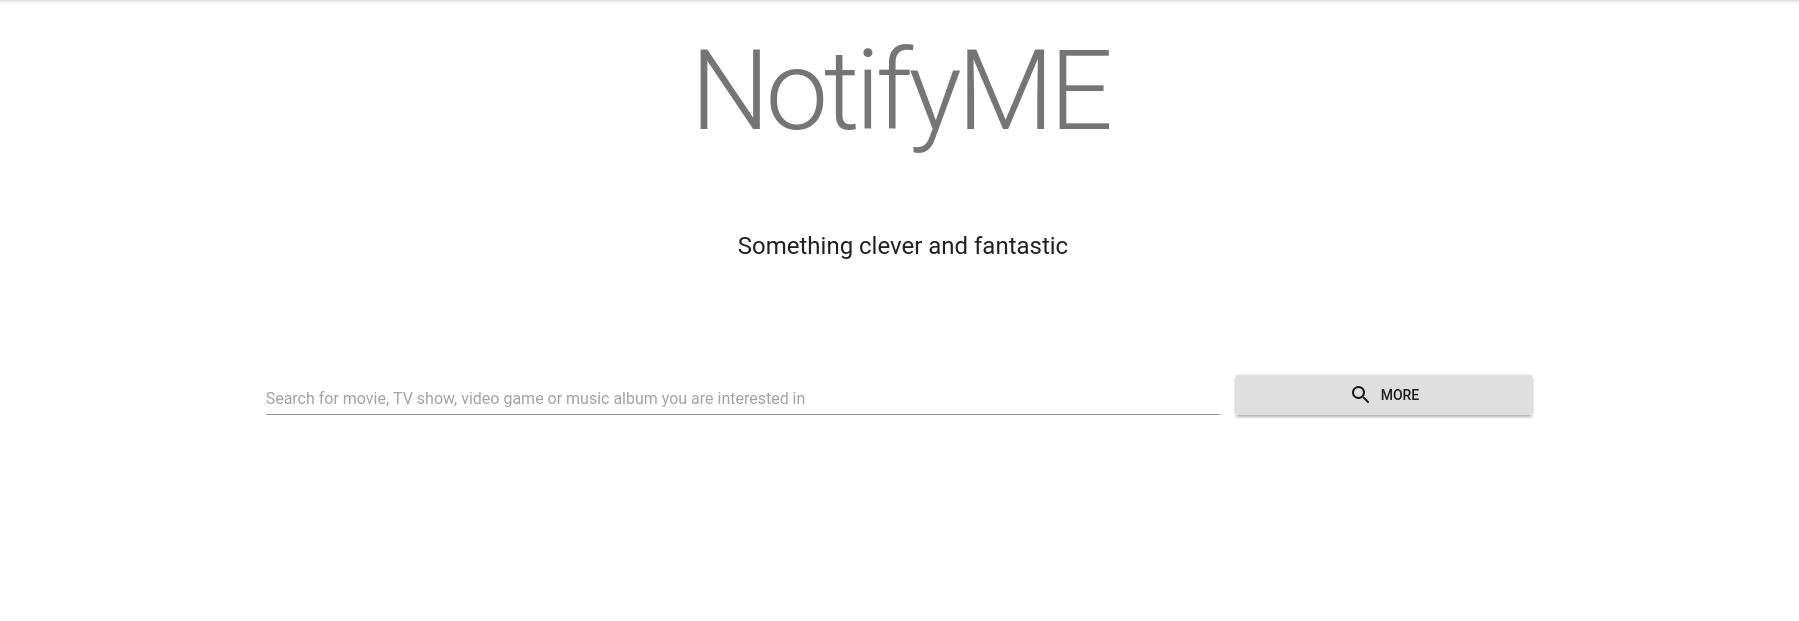 NotifyME
Something clever and fantastic
Search for movie, TV show, video game or music album you are interested in
MORE